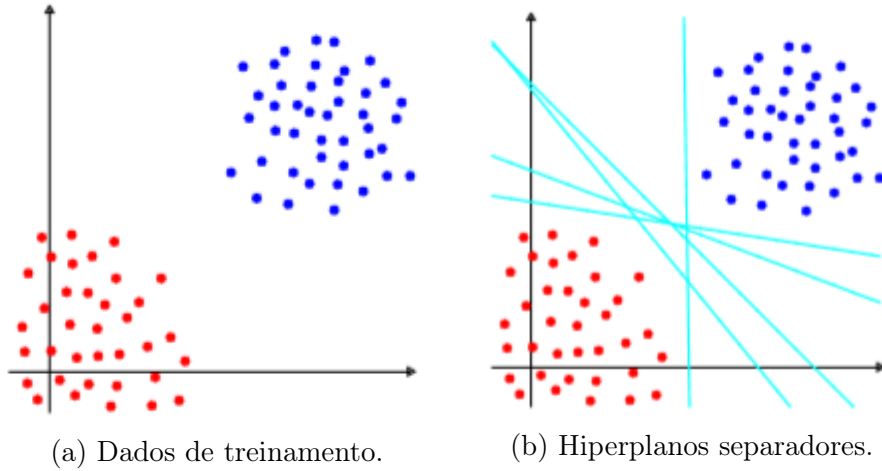 (a) Dados de treinamento.
(b) Hiperplanos separadores.